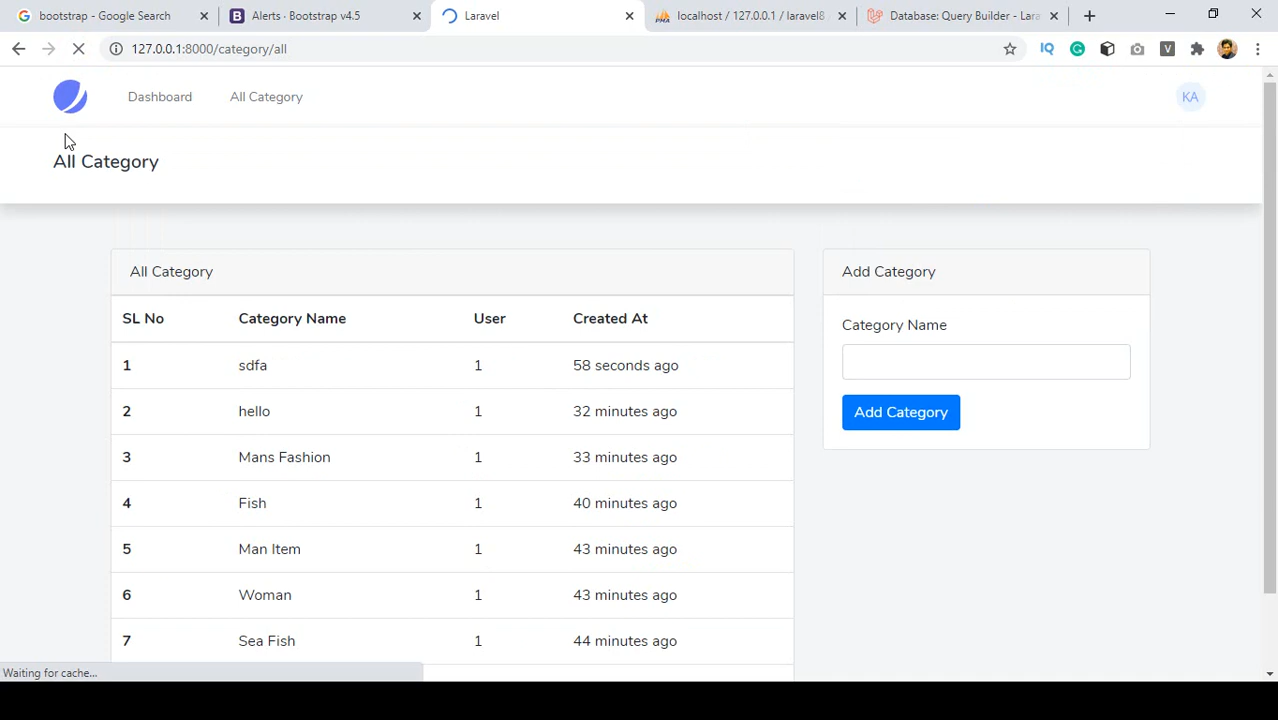 bootstrap - Google Search
Alerts · Bootstrap v4.5
Laravel
localhost / 127.0.0.1 / laravel8
Database: Query Builder - Lara
127.0.0.1:8000/category/all
Dashboard
All Category
KA
All Category
All Category
SL No Category Name User Created At
1 sdfa 1 58 seconds ago
2 hello 1 32 minutes ago
3 Mans Fashion 1 33 minutes ago
4 Fish 1 40 minutes ago
5 Man Item 1 43 minutes ago
6 Woman 1 43 minutes ago
7 Sea Fish 1 44 minutes ago
Add Category
Category Name
Add Category
Waiting for cache...